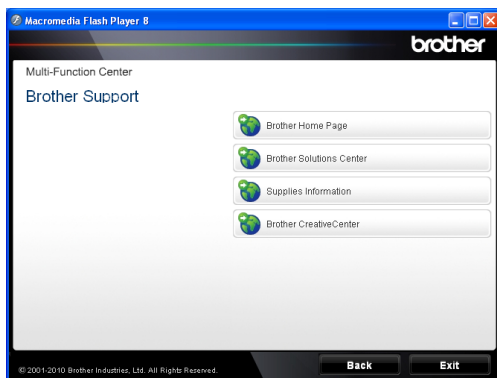 Macromedia Flash Player 8
brother
Multi-Function Center
Brother Support
Brother Home Page
Brother Solutions Center
Supplies Information
Brother CreativeCenter
© 2001-2010 Brother Industries, Ltd. All Rights Reserved.
Back
Exit